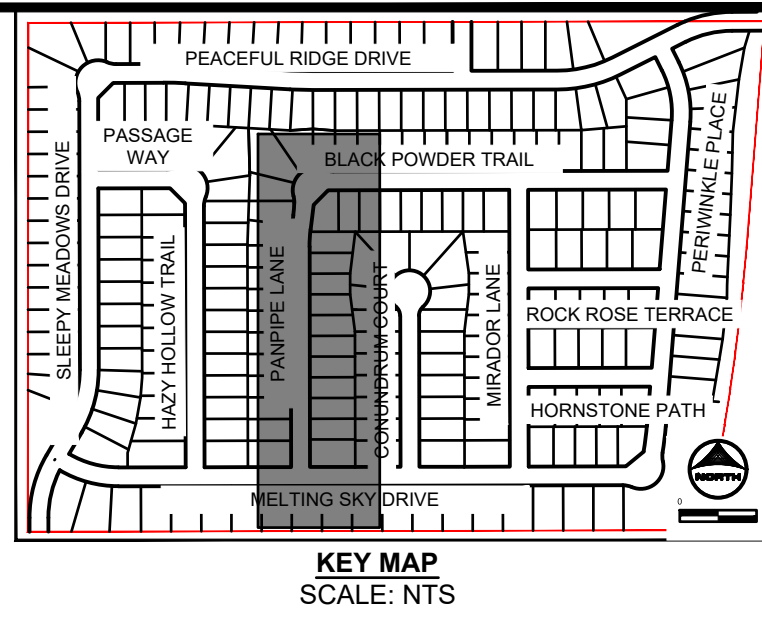 PEACEFUL RIDGE DRIVE
PASSAGE
WAY
BLACK POWDER TRAIL
SLEEPY MEADOWS DRIVE
HAZY HOLLOW TRAIL
PANPIPE LANE
CONUNDRUM COURT
MIRADOR LANE
PERIWINKLE PLACE
ROCK ROSE TERRACE
HORNSTONE PATH
MELTING SKY DRIVE
NORTH
0
KEY MAP
SCALE: NTS